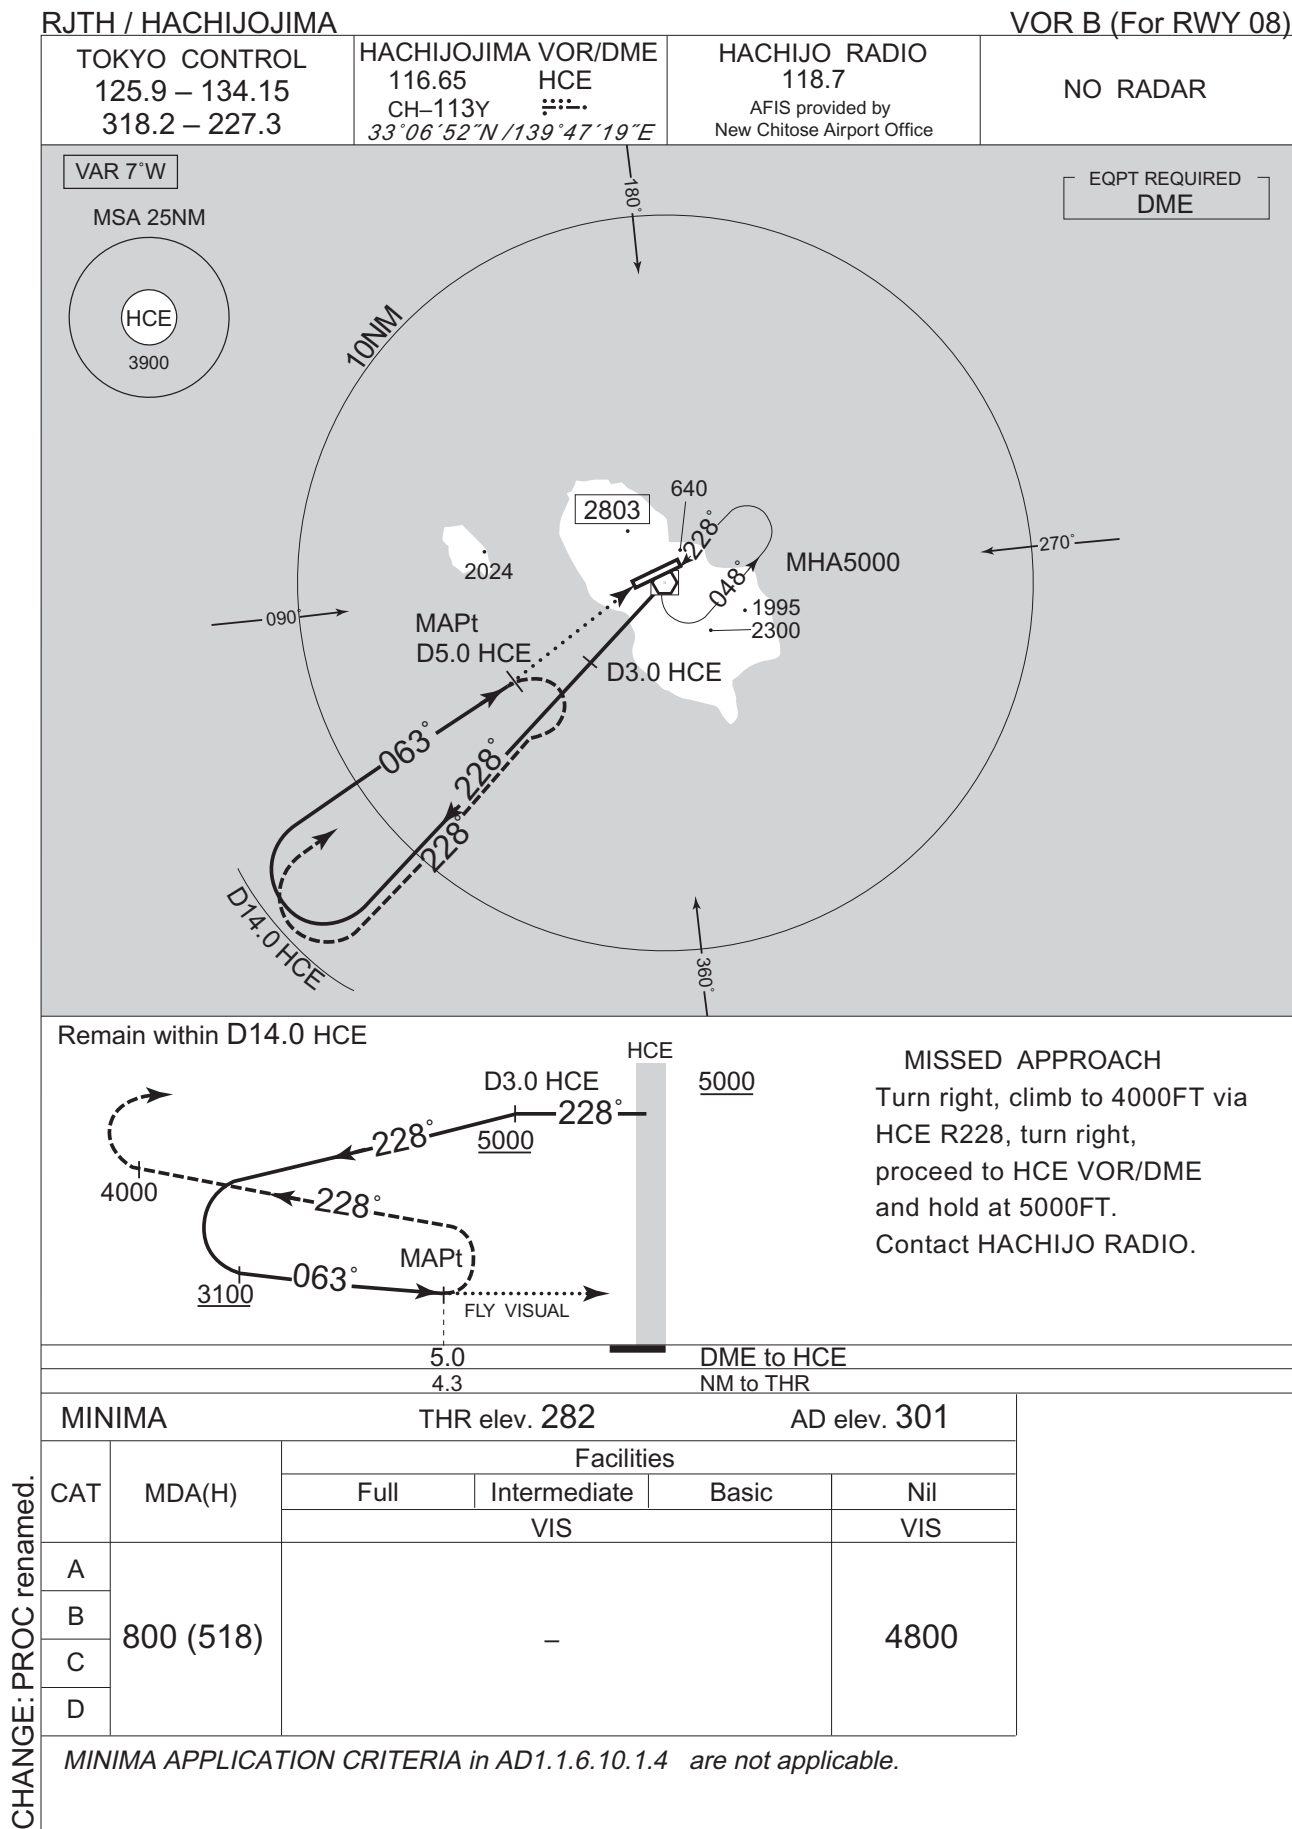 RJTH / HACHIJOJIMA
VOR B (For RWY 08)
TOKYO CONTROL
125.9 – 134.15
318.2 – 227.3
HACHIJOJIMA VOR/DME
116.65 HCE
CH–113Y
33°06´52˝N /139°47´19˝E
HACHIJO RADIO
118.7
AFIS provided by
New Chitose Airport Office
NO RADAR
VAR 7°W
MSA 25NM
HCE
3900
EQPT REQUIRED
DME
180°
10NM
2803
640
228°
2024
MHA5000
270°
048°
1995
2300
090°
MAPt
D5.0 HCE
D3.0 HCE
063°
228°
228°
D14.0 HCE
360°
Remain within D14.0 HCE
HCE
D3.0 HCE
5000
228°
228°
5000
4000
228°
MAPt
063°
3100
FLY VISUAL
MISSED APPROACH
Turn right, climb to 4000FT via
HCE R228, turn right,
proceed to HCE VOR/DME
and hold at 5000FT.
Contact HACHIJO RADIO.
5.0 DME to HCE
4.3 NM to THR
MINIMA THR elev. 282 AD elev. 301
CAT MDA(H) Facilities
Full Intermediate Basic Nil
VIS VIS
A
B
C
D
800 (518) – 4800
MINIMA APPLICATION CRITERIA in AD1.1.6.10.1.4 are not applicable.
CHANGE: PROC renamed.